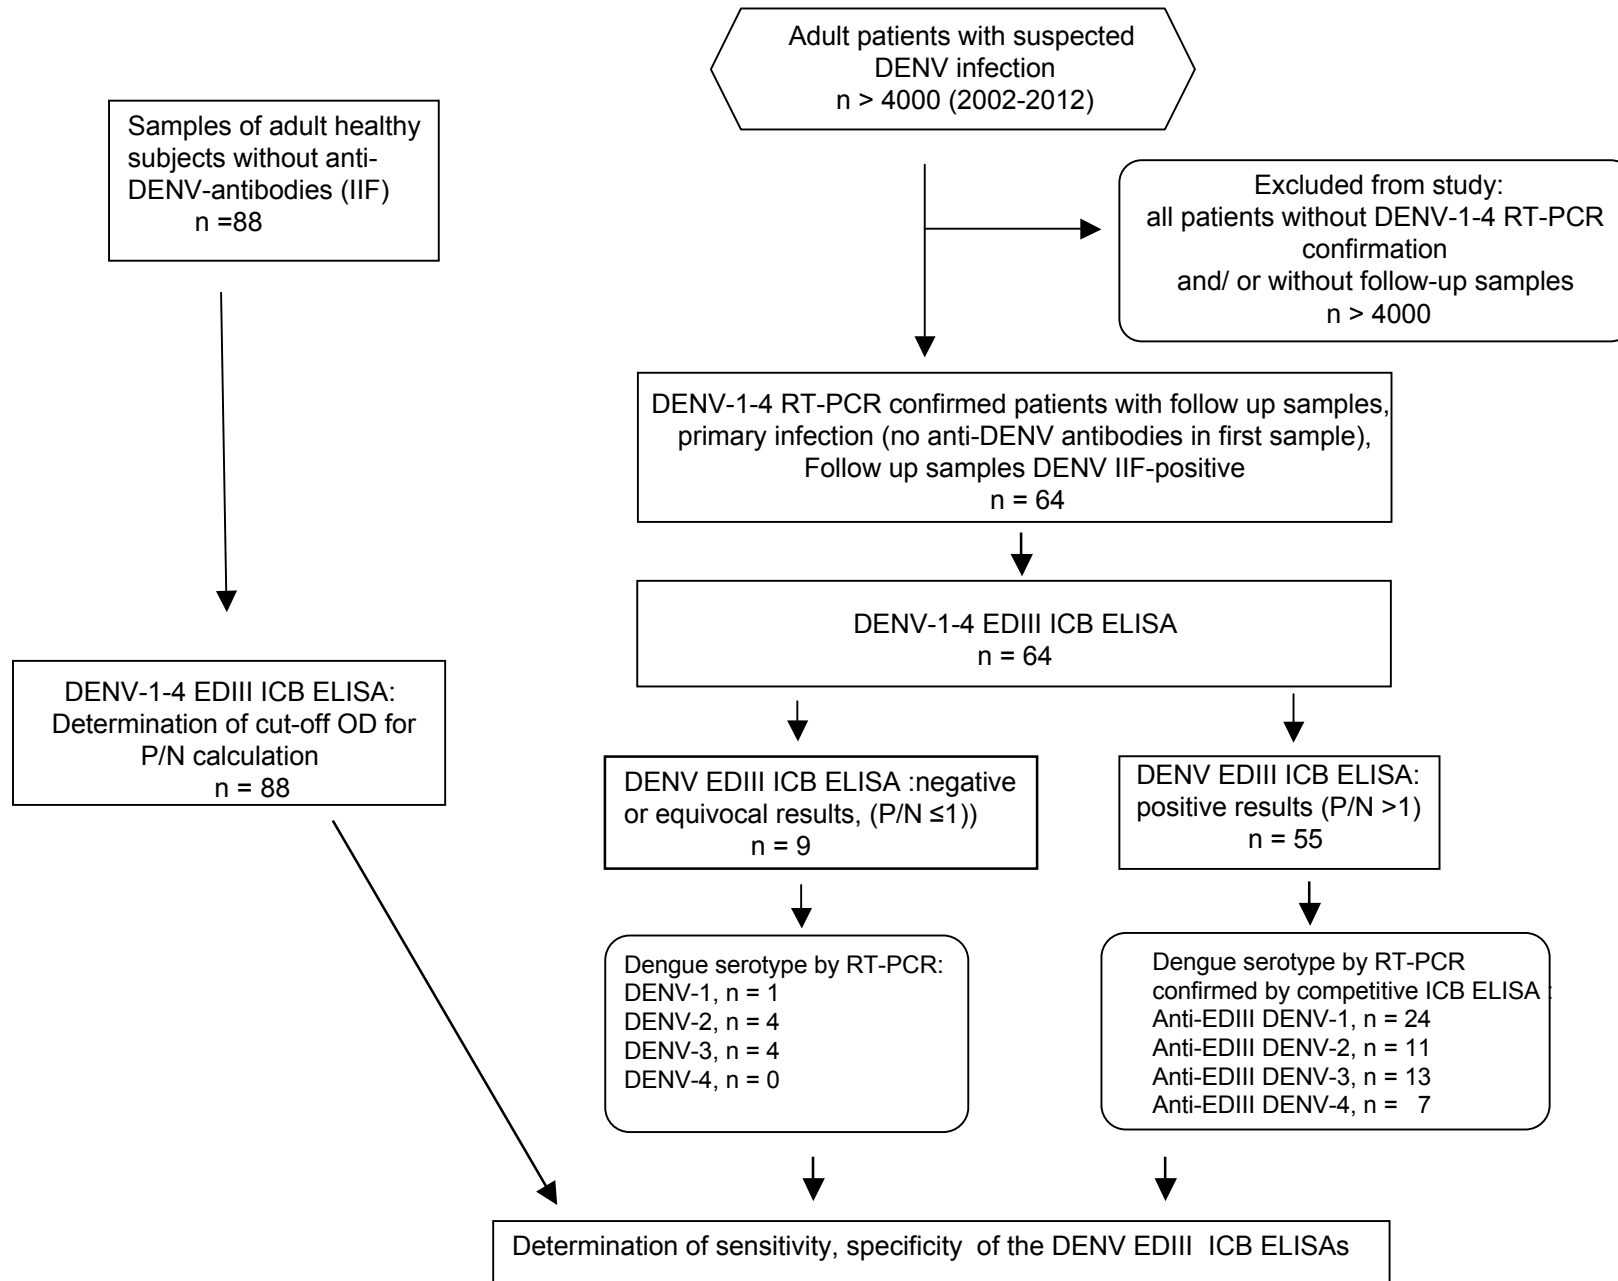 Adult patients with suspected
DENV infection
n > 4000 (2002-2012)
Samples of adult healthy
subjects without anti-
DENV-antibodies (IIF)
n =88
Excluded from study:
all patients without DENV-1-4 RT-PCR
confirmation
and/ or without follow-up samples
n > 4000
DENV-1-4 RT-PCR confirmed patients with follow up samples,
primary infection (no anti-DENV antibodies in first sample),
Follow up samples DENV IIF-positive
n = 64
DENV-1-4 EDIII ICB ELISA
n = 64
DENV-1-4 EDIII ICB ELISA:
Determination of cut-off OD for
P/N calculation
n = 88
DENV EDIII ICB ELISA :negative
or equivocal results, (P/N ≤1))
n = 9
DENV EDIII ICB ELISA:
positive results (P/N >1)
n = 55
Dengue serotype by RT-PCR:
DENV-1, n = 1
DENV-2, n = 4
DENV-3, n = 4
DENV-4, n = 0
Dengue serotype by RT-PCR
confirmed by competitive ICB ELISA :
Anti-EDIII DENV-1, n = 24
Anti-EDIII DENV-2, n = 11
Anti-EDIII DENV-3, n = 13
Anti-EDIII DENV-4, n =   7
Determination of sensitivity, specificity  of the DENV EDIII  ICB ELISAs